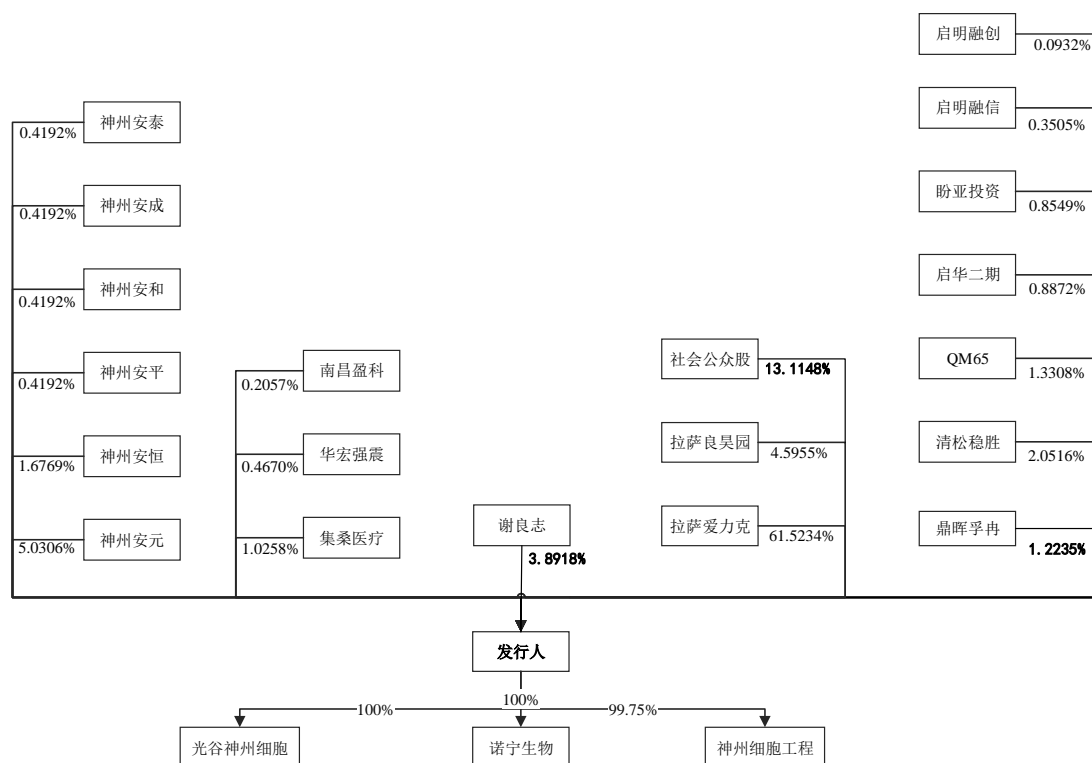 启明融创
0.0932%
启明融信
0.3505%
神州安泰
0.4192%
盼亚投资
0.8549%
神州安成
0.4192%
启华二期
0.8872%
神州安和
0.4192%
社会公众股
13.1148%
QM65
1.3308%
南昌盈科
0.2057%
神州安平
0.4192%
拉萨良昊园
4.5955%
清松稳胜
2.0516%
华宏强震
0.4670%
神州安恒
1.6769%
谢良志
3.8918%
拉萨爱力克
61.5234%
鼎晖孚冉
1.2235%
集桑医疗
1.0258%
神州安元
5.0306%
发行人
100%
100%
99.75%
光谷神州细胞
诺宁生物
神州细胞工程